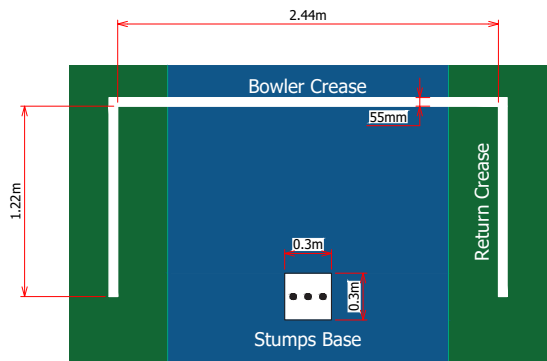 2.44m
Bowler Crease
55mm
1.22m
Return Crease
0.3m
0.3m
Stumps Base